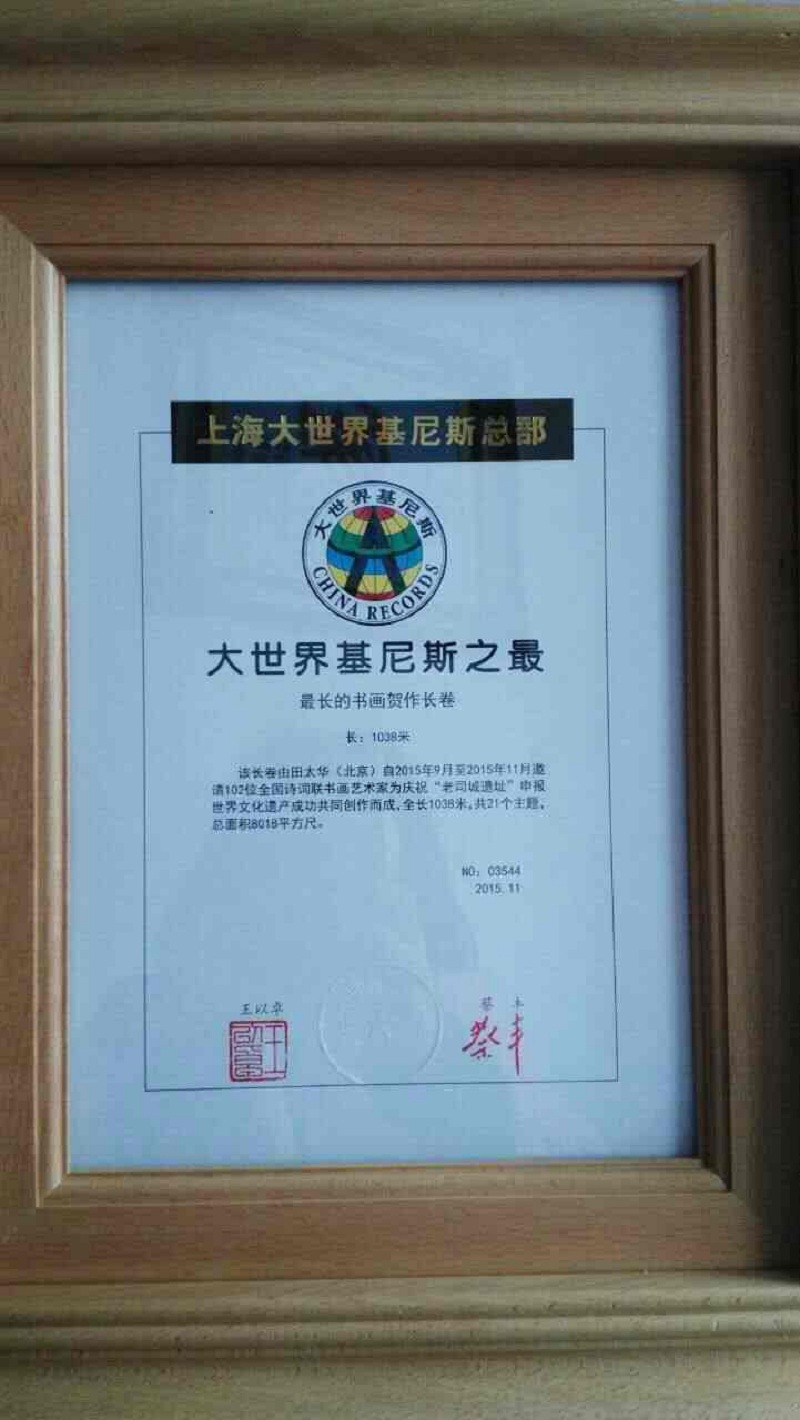 上海大世界基尼斯总部
大世界基尼斯
CHINA RECORDS
大世界基尼斯之最
最长的书画贺作长卷
长：1038米
该长卷由田太华（北京）自2015年9月至2015年11月邀
请102位全国诗词联书画艺术家为庆祝“老司城遗址”申报
世界文化遗产成功共同创作而成，全长1038米，共21个主题，
总面积8018平方尺。
NO：03544
2015.11
王以卓
蔡 丰
蔡丰